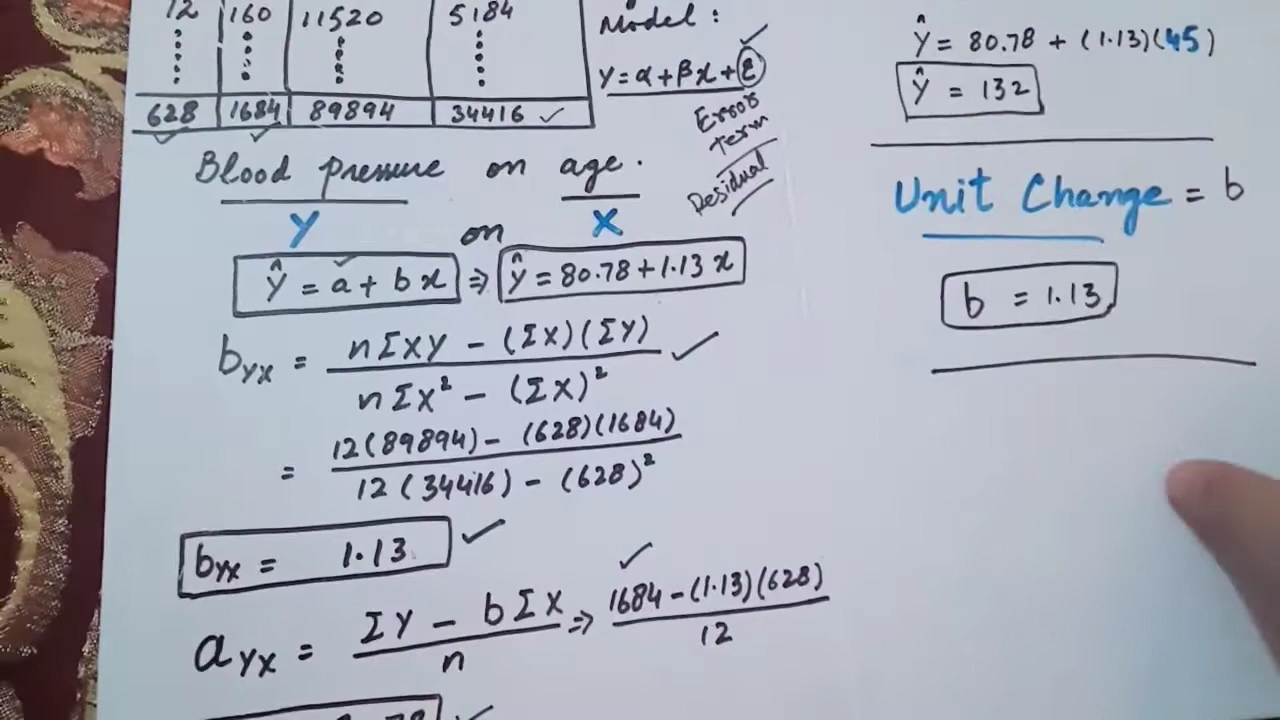 72 160 11520 5184
628 1684 89894 34416 ✓
Model:
Y = α + βx + ε
Error
Term
Residual
Blood pressure on age.
Y on X
Ŷ = a + bx ⇒ Ŷ = 80.78 + 1.13x
bYX = nΣXY - (ΣX)(ΣY) / nΣX² - (ΣX)²
= 12(89894) - (628)(1684) / 12(34416) - (628)²
bYX = 1.13
aYX = ΣY - bΣX / n ⇒ 1684 - (1.13)(628) / 12
Ŷ = 80.78 + (1.13)(45)
Ŷ = 132
Unit Change = b
b = 1.13